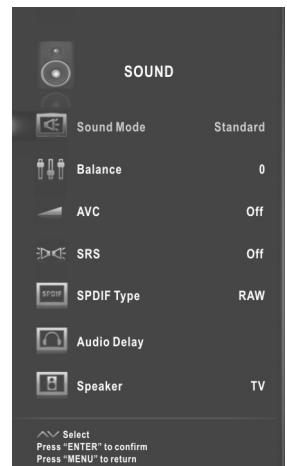 SOUND
Sound Mode Standard
Balance 0
AVC Off
SRS Off
SPDIF SPDIF Type RAW
Audio Delay
Speaker TV
Select
Press “ENTER” to confirm
Press “MENU” to return